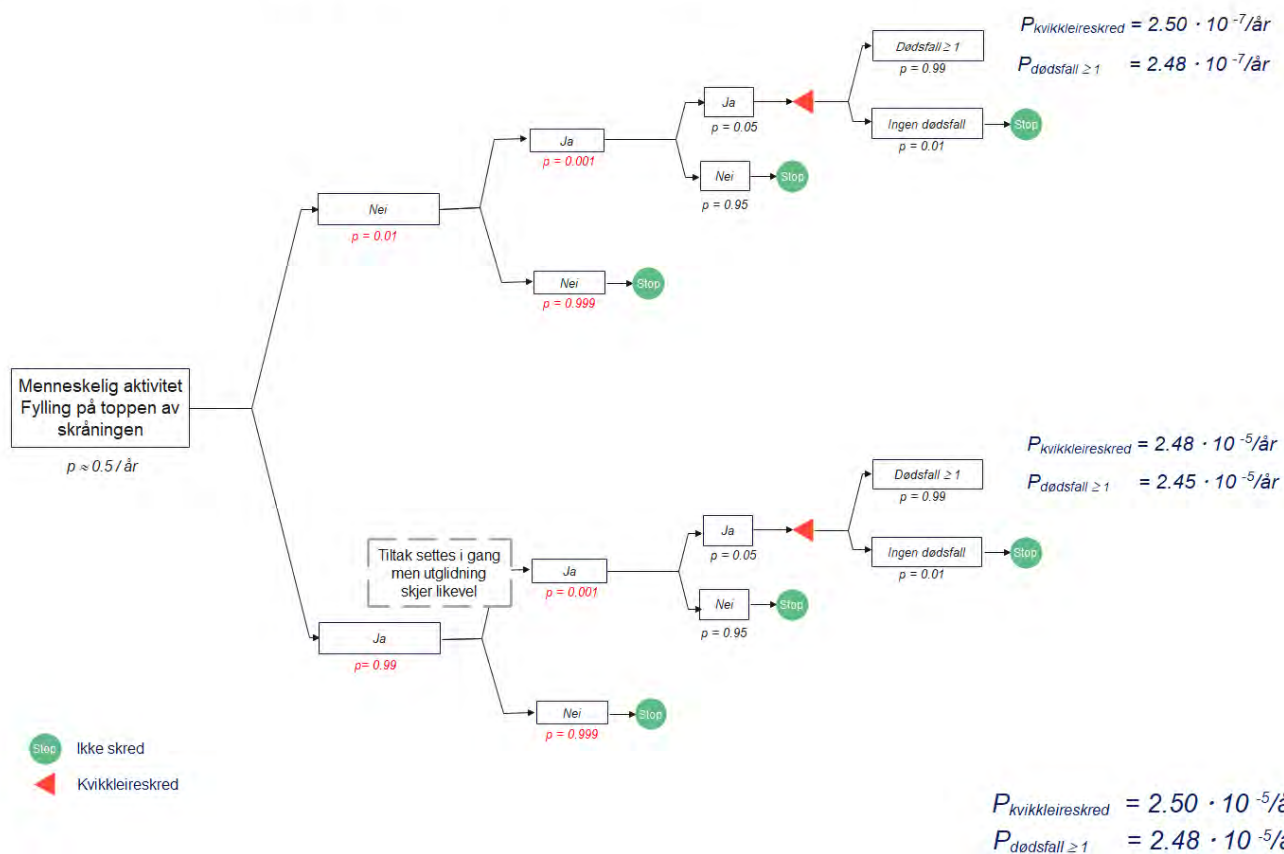 P kvikkleireskred = 2.50 · 10 -7/år
P dødsfall ≥ 1 = 2.48 · 10 -7/år
Dødsfall ≥ 1
p = 0.99
Ja
p = 0.05
Ingen dødsfall
p = 0.01
Stop
Ja
p = 0.001
Nei
p = 0.95
Stop
Nei
p = 0.01
Nei
p = 0.999
Stop
Menneskelig aktivitet
Fylling på toppen av
skråningen
p ≈ 0.5 / år
P kvikkleireskred = 2.48 · 10 -5/år
P dødsfall ≥ 1 = 2.45 · 10 -5/år
Dødsfall ≥ 1
p = 0.99
Ja
p = 0.05
Ingen dødsfall
p = 0.01
Stop
Tiltak settes i gang
men utglidning
skjer likevel
Ja
p = 0.001
Nei
p = 0.95
Stop
Ja
p= 0.99
Nei
p = 0.999
Stop
Stop Ikke skred
Kvikkleireskred
P kvikkleireskred = 2.50 · 10 -5/å
P dødsfall ≥ 1 = 2.48 · 10 -5/å